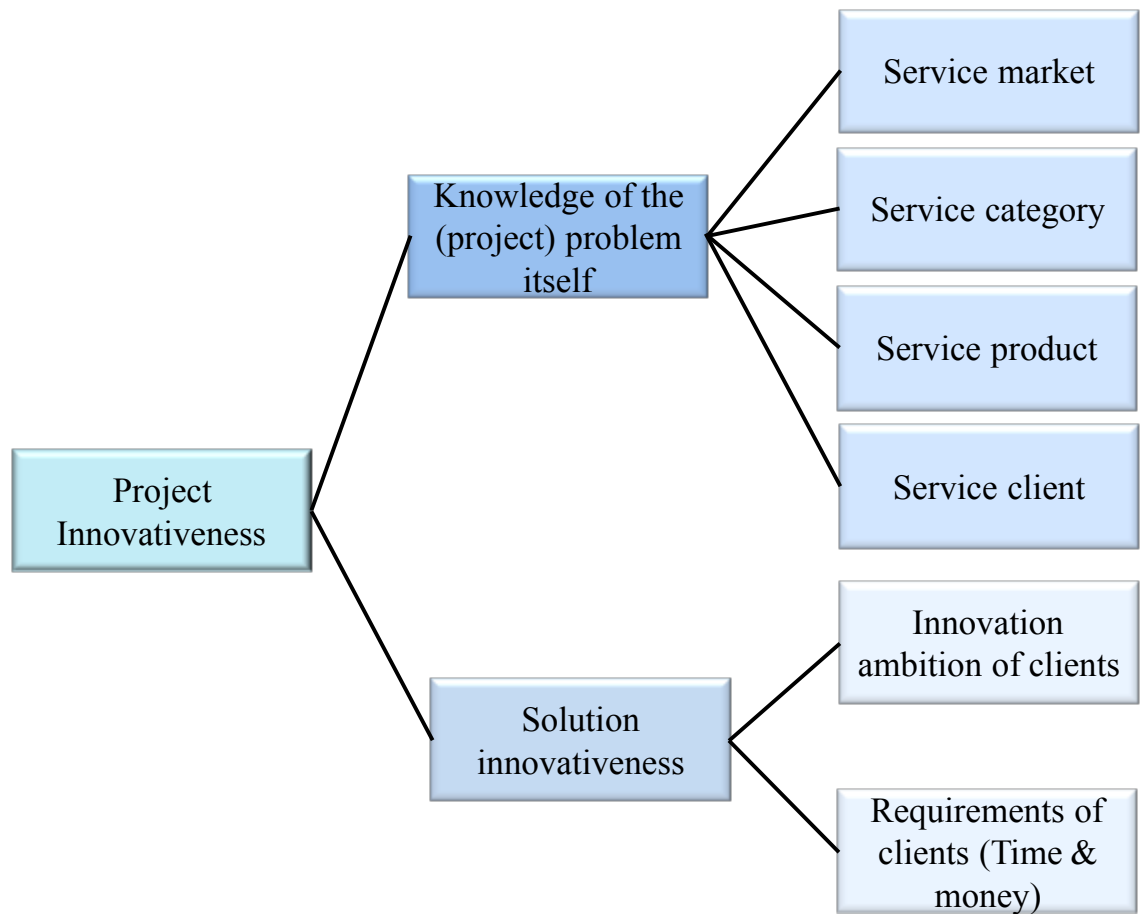 Service market
Service category
Knowledge of the
(project) problem
itself
Service product
Service client
Project
Innovativeness
Innovation
ambition of clients
Solution
innovativeness
Requirements of
clients (Time &
money)